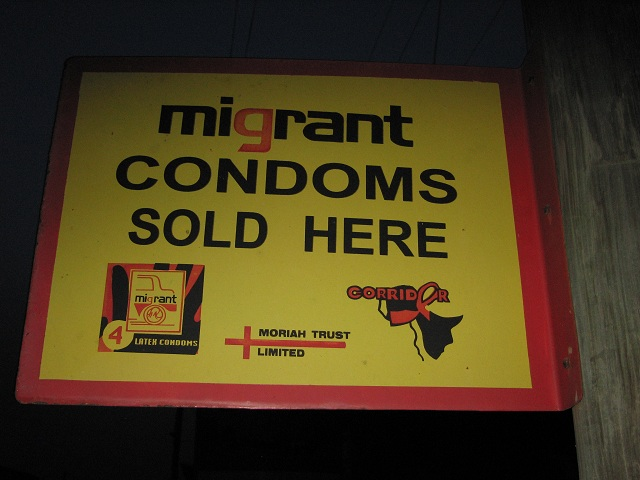 migrant
CONDOMS
SOLD HERE
migrant
4
LATEX CONDOMS
MORIAH TRUST
LIMITED
CORRIDOR